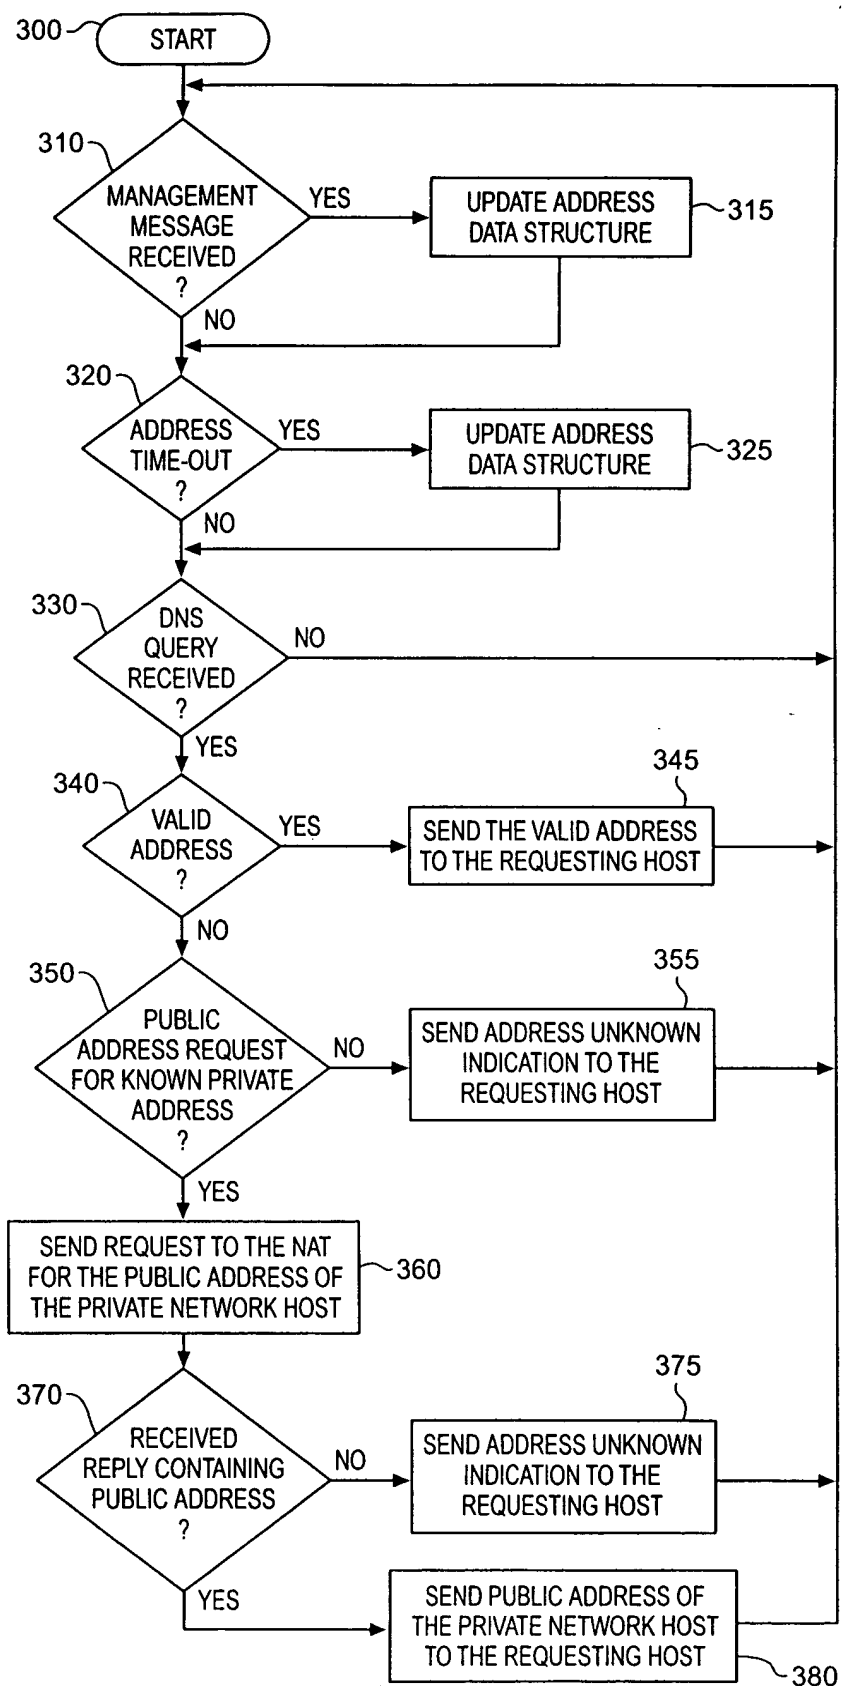 300
START
310
MANAGEMENT
MESSAGE
RECEIVED
?
YES
UPDATE ADDRESS
DATA STRUCTURE
315
NO
320
ADDRESS
TIME-OUT
?
YES
UPDATE ADDRESS
DATA STRUCTURE
325
NO
330
DNS
QUERY
RECEIVED
?
NO
YES
340
VALID
ADDRESS
?
YES
345
SEND THE VALID ADDRESS
TO THE REQUESTING HOST
NO
350
PUBLIC
ADDRESS REQUEST
FOR KNOWN PRIVATE
ADDRESS
?
NO
355
SEND ADDRESS UNKNOWN
INDICATION TO THE
REQUESTING HOST
YES
SEND REQUEST TO THE NAT
FOR THE PUBLIC ADDRESS OF
THE PRIVATE NETWORK HOST
360
370
RECEIVED
REPLY CONTAINING
PUBLIC ADDRESS
?
NO
375
SEND ADDRESS UNKNOWN
INDICATION TO THE
REQUESTING HOST
YES
SEND PUBLIC ADDRESS OF
THE PRIVATE NETWORK HOST
TO THE REQUESTING HOST
380